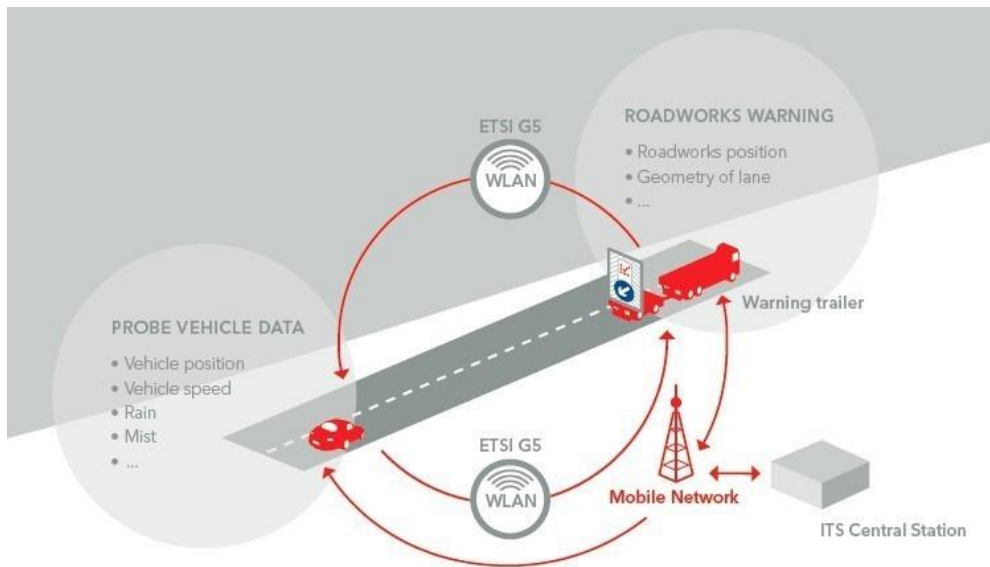 ETSI G5
WLAN
ROADWORKS WARNING
• Roadworks position
• Geometry of lane
• ...
Warning trailer
PROBE VEHICLE DATA
• Vehicle position
• Vehicle speed
• Rain
• Mist
• ...
ETSI G5
WLAN
Mobile Network
ITS Central Station